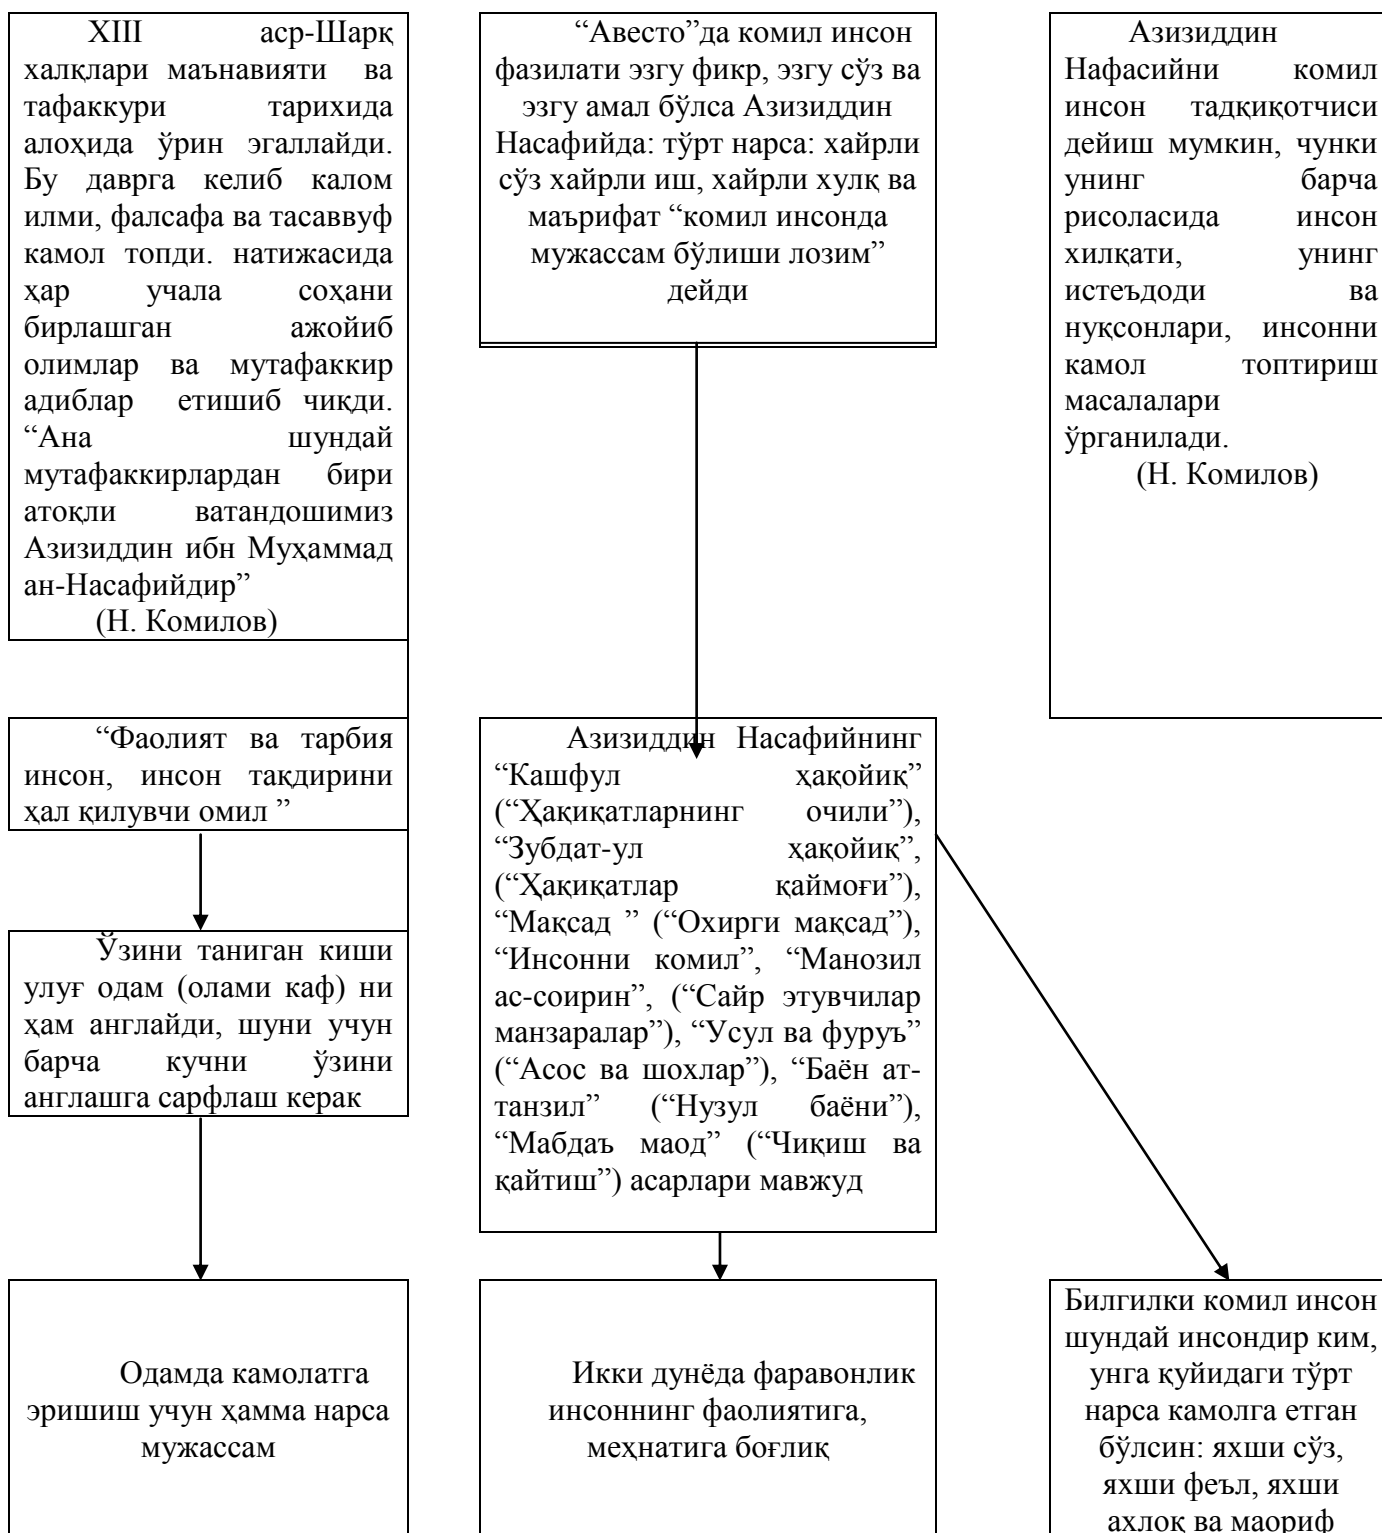 XIII аср-Шарқ
халқлари маънавияти ва
тафаккури тарихида
алоҳида ўрин эгаллайди.
Бу даврга келиб калом
илми, фалсафа ва тасаввуф
камол топди. натижасида
ҳар учала соҳани
бирлашган ажойиб
олимлар ва мутафаккир
адиблар етишиб чиқди.
“Ана шундай
мутафаккирлардан бири
атоқли ватандошимиз
Азизиддин ибн Муҳаммад
ан-Насафийдир”
(Н. Комилов)
“Авесто”да комил инсон
фазилати эзгу фикр, эзгу сўз ва
эзгу амал бўлса Азизиддин
Насафийда: тўрт нарса: хайрли
сўз хайрли иш, хайрли хулқ ва
маърифат “комил инсонда
мужассам бўлиши лозим”
дейди
Азизиддин
Нафасийни комил
инсон тадқиқотчиси
дейиш мумкин, чунки
унинг барча
рисоласида инсон
хилқати, унинг
истеъдоди ва
нуқсонлари, инсонни
камол топтириш
масалалари
ўрганилади.
(Н. Комилов)
“Фаолият ва тарбия
инсон, инсон тақдирини
ҳал қилувчи омил ”
Азизиддин Насафийнинг
“Кашфул ҳақойиқ”
(“Ҳақиқатларнинг очили”),
“Зубдат-ул ҳақойиқ”,
(“Ҳақиқатлар қаймоғи”),
“Мақсад ” (“Охирги мақсад”),
“Инсонни комил”, “Манозил
ас-соирин”, (“Сайр этувчилар
манзаралар”), “Усул ва фуруъ”
(“Асос ва шохлар”), “Баён ат-
танзил” (“Нузул баёни”),
“Мабдаъ маод” (“Чиқиш ва
қайтиш”) асарлари мавжуд
Ўзини таниган киши
улуғ одам (олами каф) ни
ҳам англайди, шуни учун
барча кучни ўзини
англашга сарфлаш керак
Одамда камолатга
эришиш учун ҳамма нарса
мужассам
Икки дунёда фаравонлик
инсоннинг фаолиятига,
меҳнатига боғлиқ
Билгилки комил инсон
шундай инсондир ким,
унга қуйидаги тўрт
нарса камолга етган
бўлсин: яхши сўз,
яхши феъл, яхши
ахлоқ ва маориф